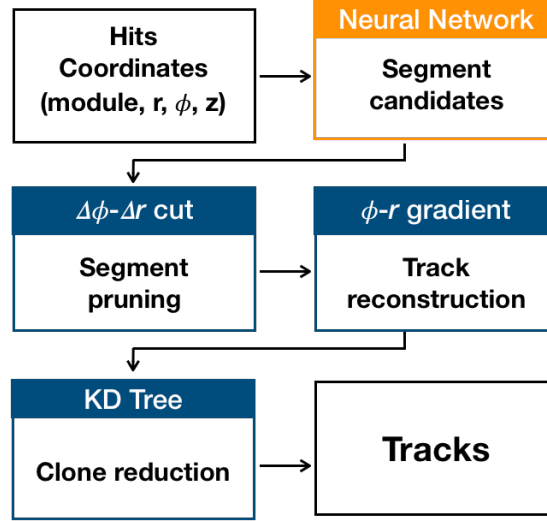 Hits
Coordinates
(module, r, ϕ, z)
Neural Network
Segment
candidates
Δϕ-Δr cut
Segment
pruning
ϕ-r gradient
Track
reconstruction
KD Tree
Clone reduction
Tracks